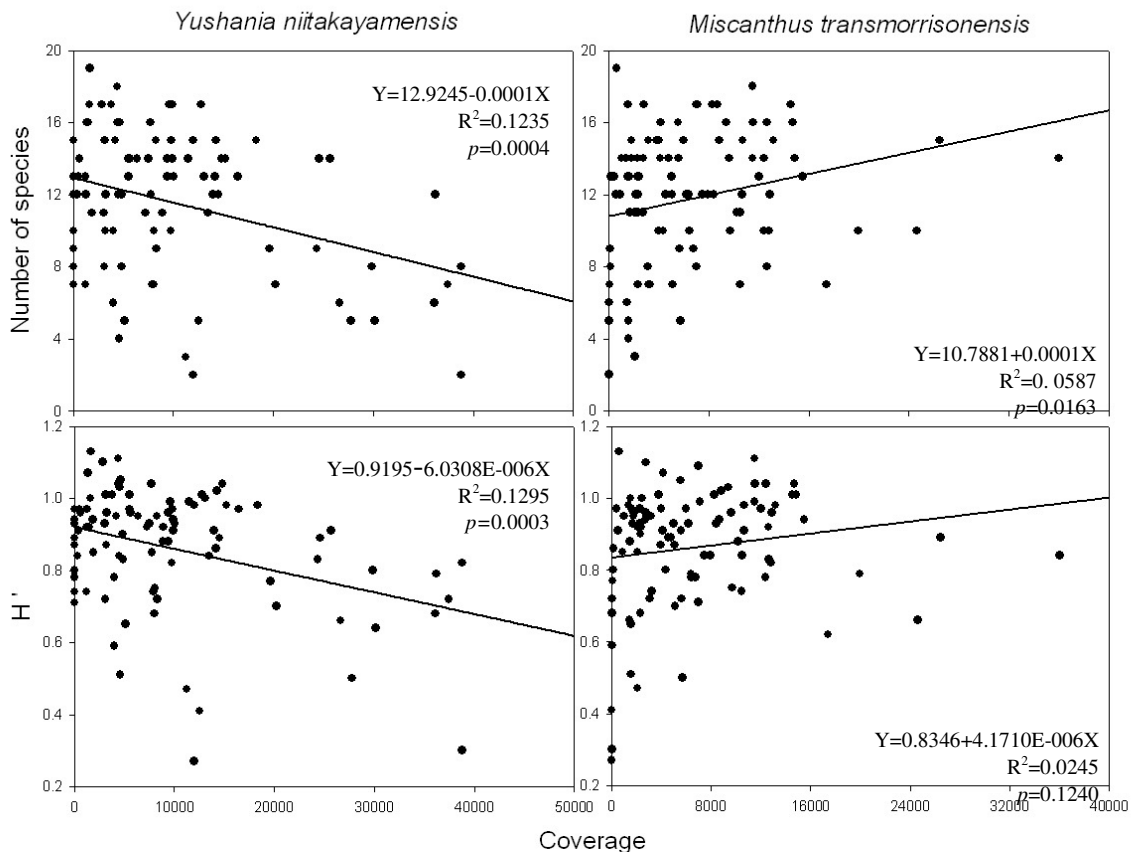 Yushania niitakayamensis
Miscanthus transmorrisonensis
Number of species
20
16
12
8
4
0
Y=12.9245-0.0001X
R²=0.1235
p=0.0004
20
16
12
8
4
0
Y=10.7881+0.0001X
R²=0. 0587
p=0.0163
H'
1.2
1.0
0.8
0.6
0.4
0.2
Y=0.9195-6.0308E-006X
R²=0.1295
p=0.0003
0 10000 20000 30000 40000 50000
1.2
1.0
0.8
0.6
0.4
0.2
Y=0.8346+4.1710E-006X
R²=0.0245
p=0.1240
0 8000 16000 24000 32000 40000
Coverage